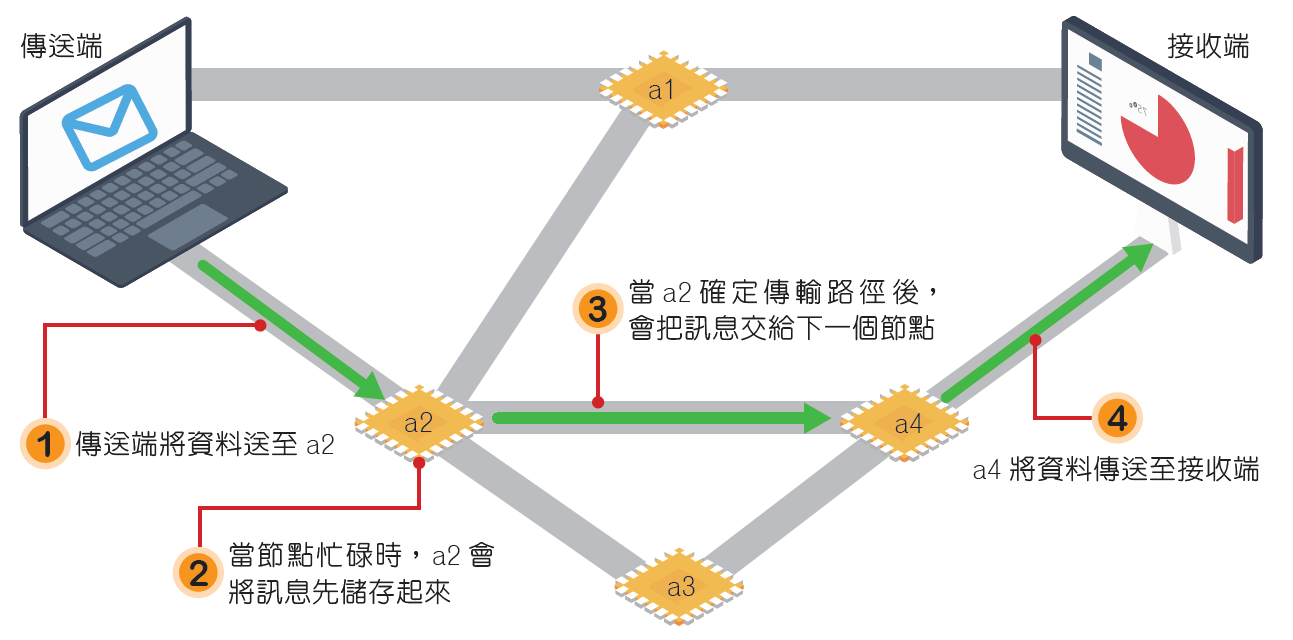 傳送端
接收端
a1
75%
3
當 a2 確定傳輸路徑後，
會把訊息交給下一個節點
a2
a4
1
傳送端將資料送至 a2
4
a4 將資料傳送至接收端
2
當節點忙碌時，a2 會
將訊息先儲存起來
a3